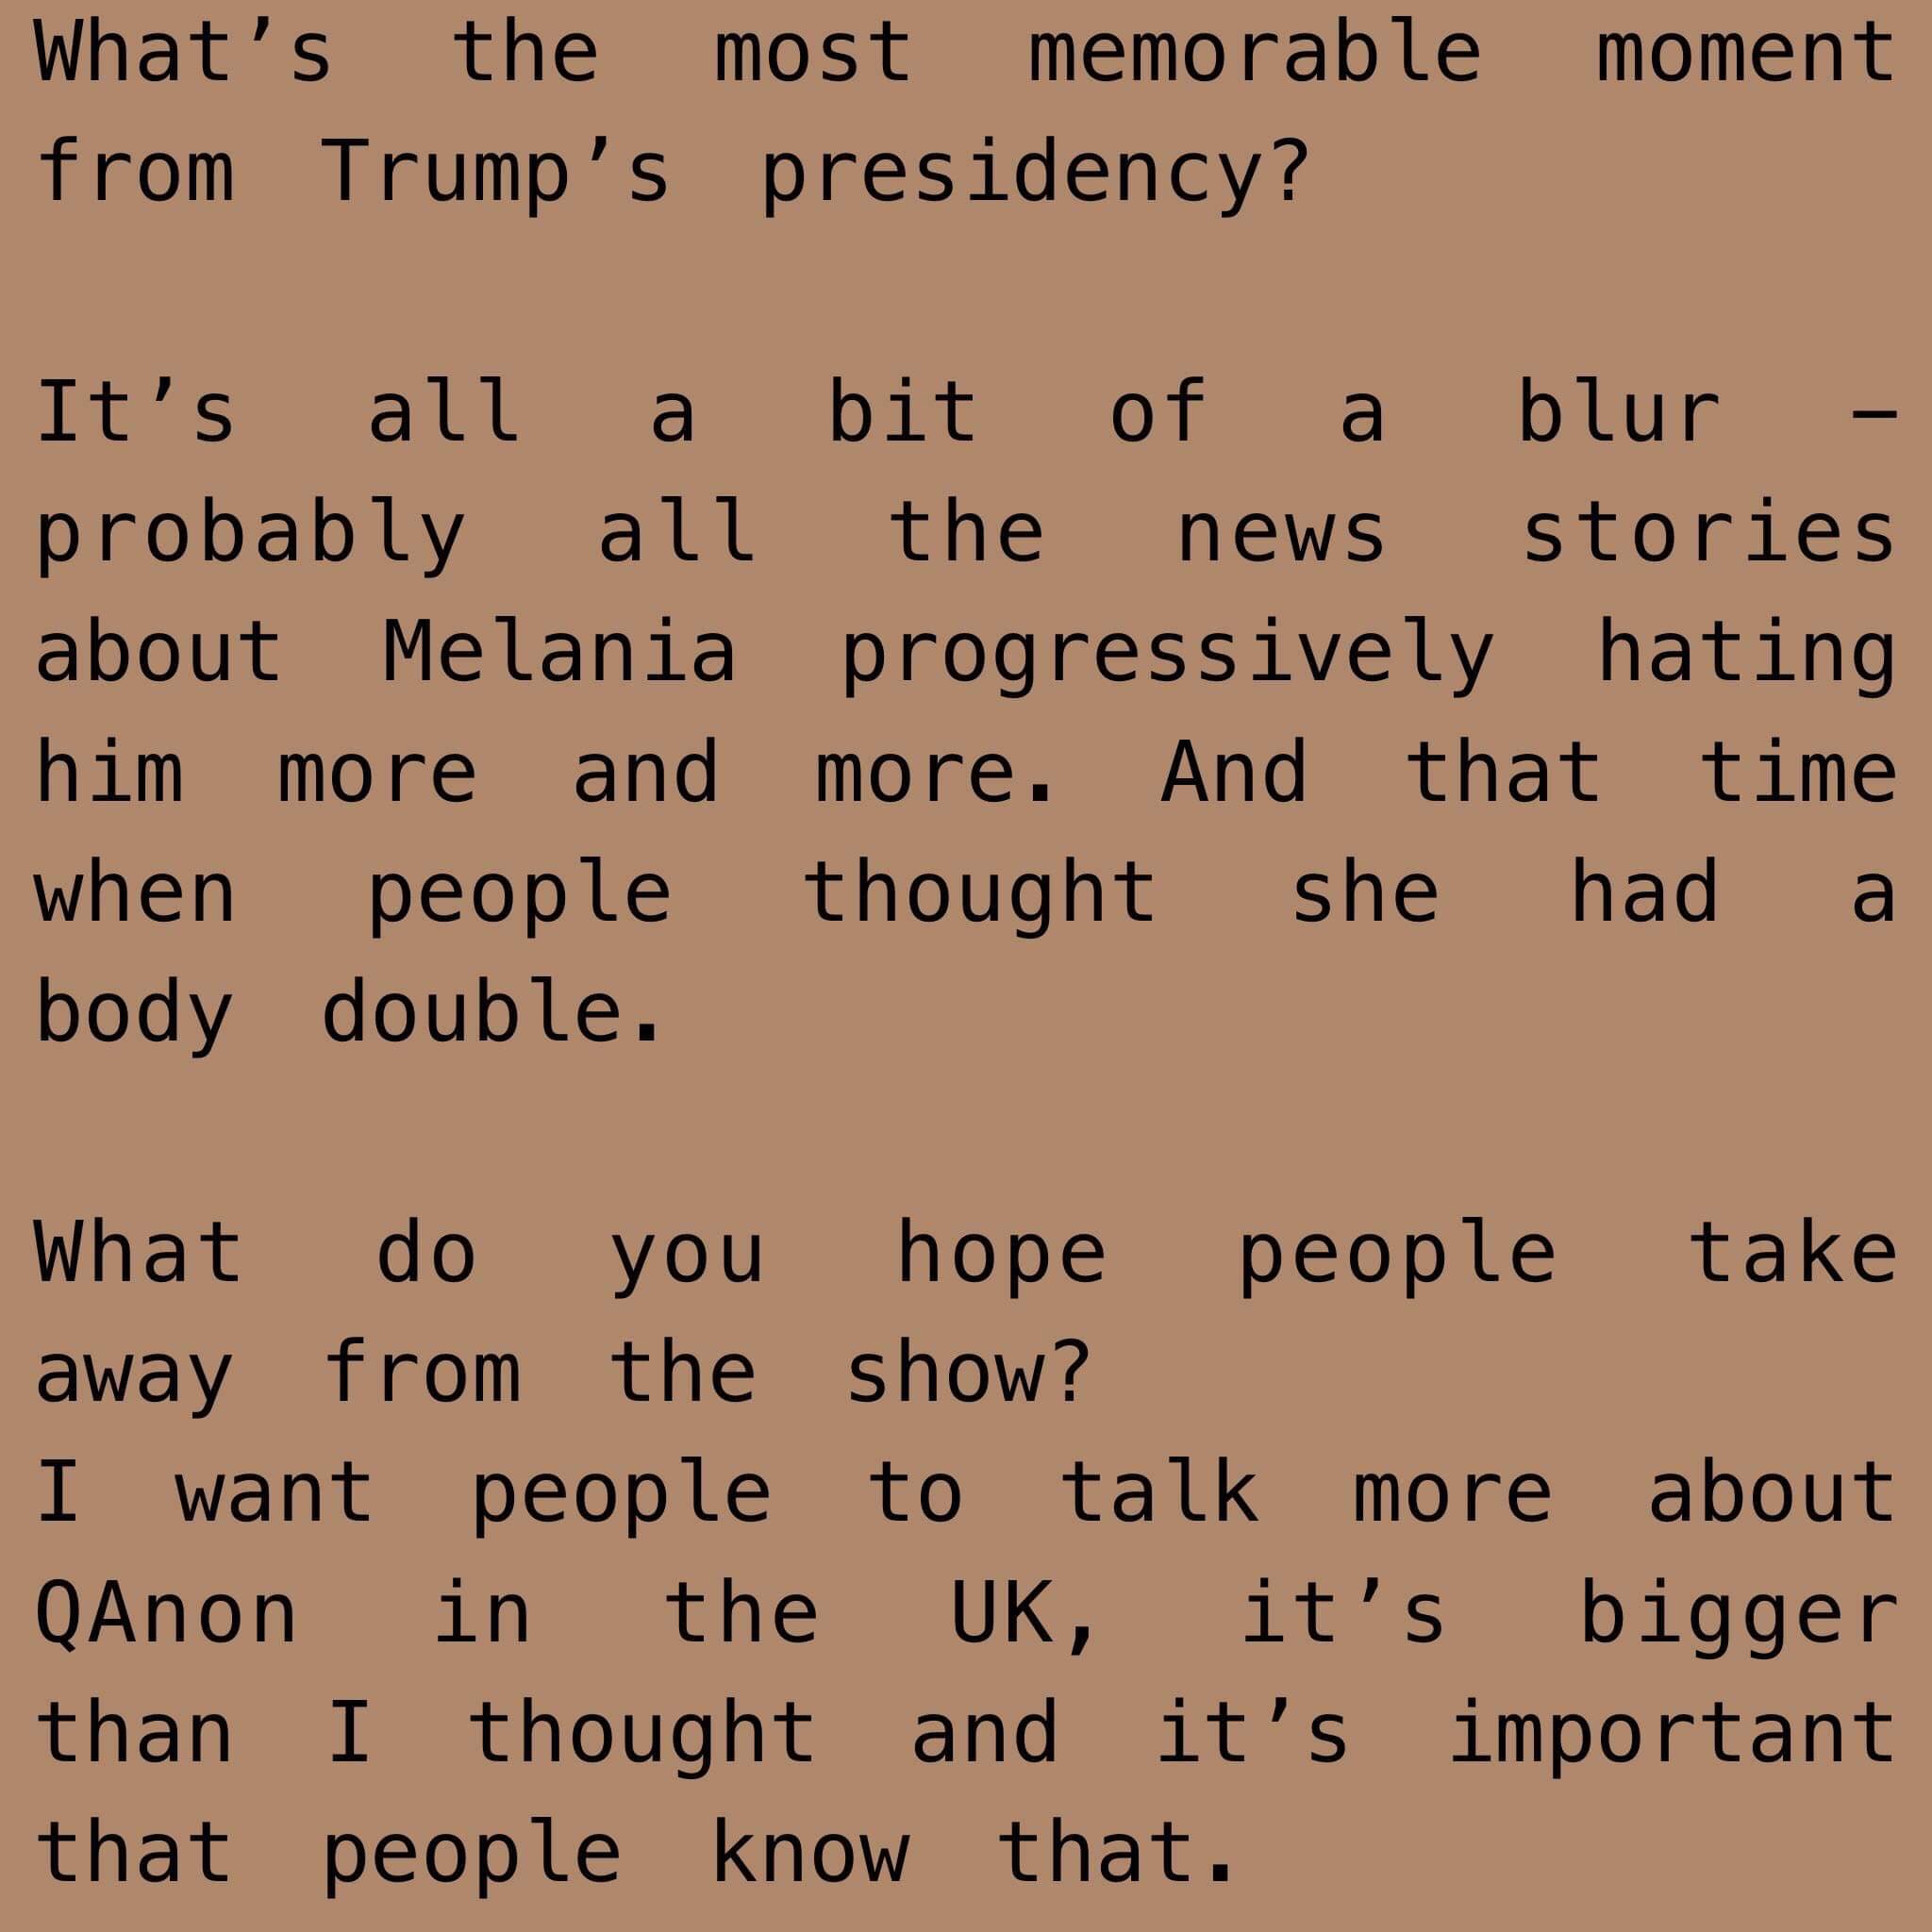 What’s the most memorable moment
from Trump’s presidency?
It’s all a bit of a blur –
probably all the news stories
about Melania progressively hating
him more and more. And that time
when people thought she had a
body double.
What do you hope people take
away from the show?
I want people to talk more about
QAnon in the UK, it’s bigger
than I thought and it’s important
that people know that.